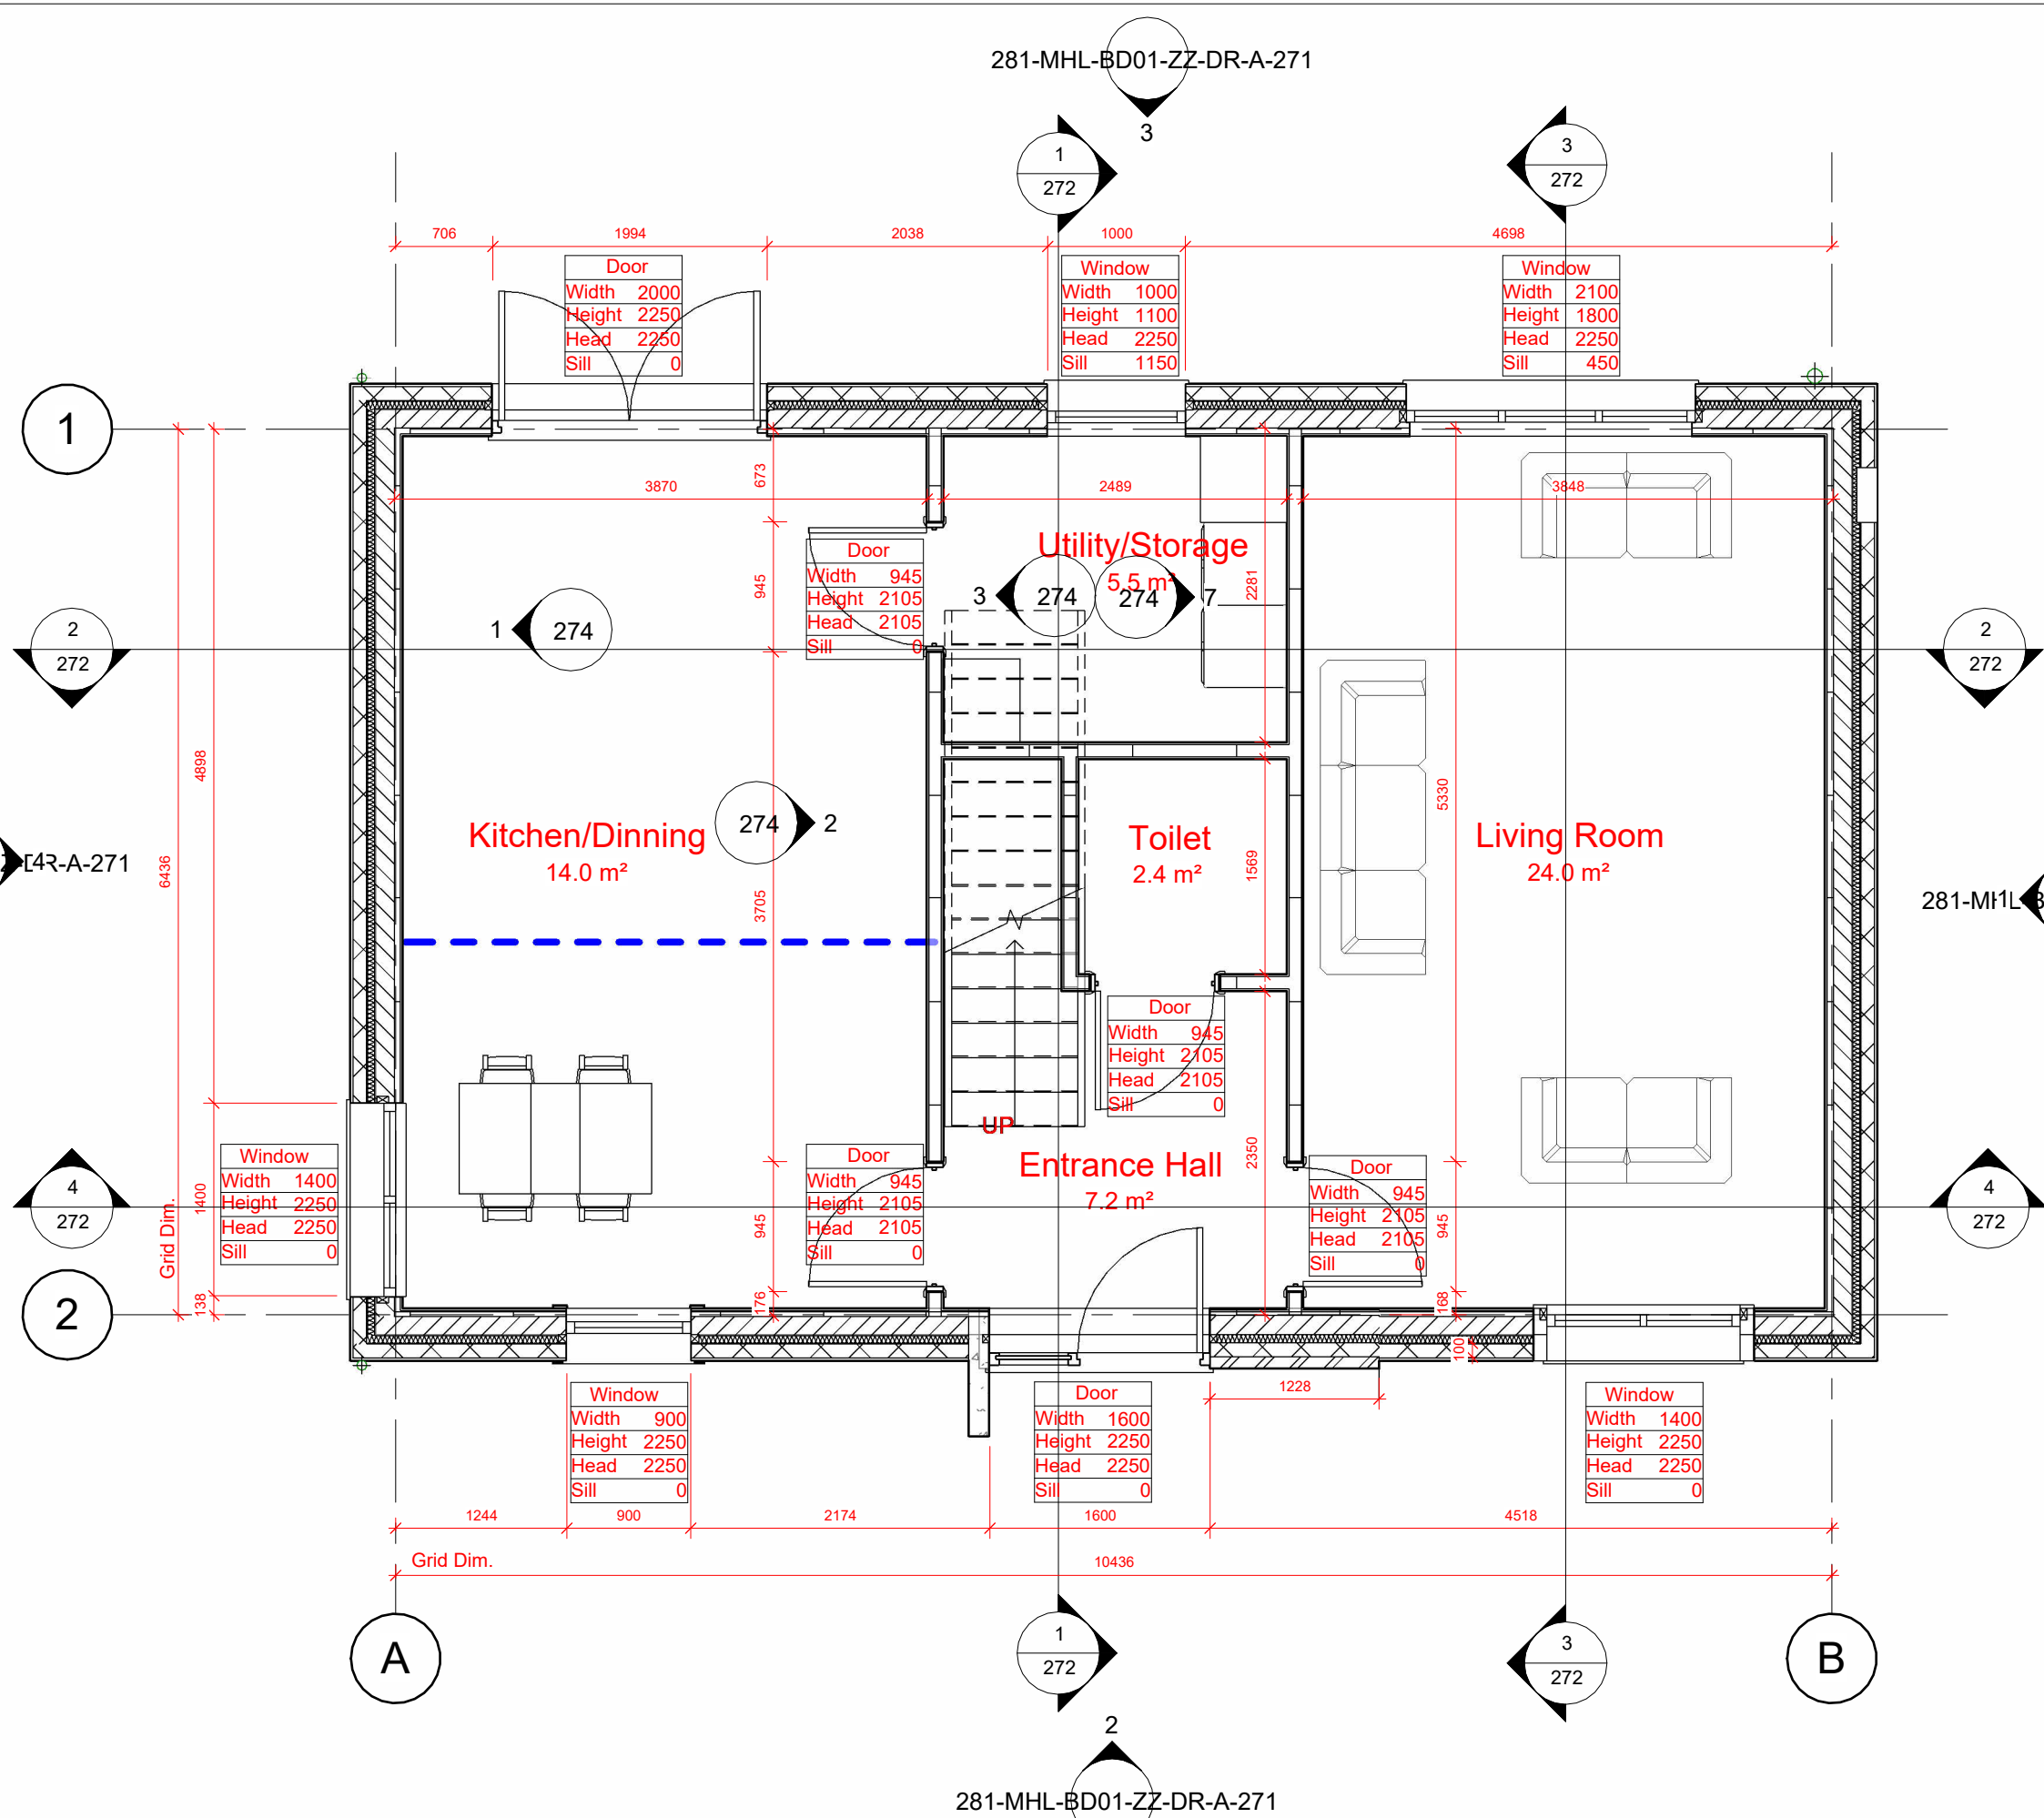 281-MHL-BD01-ZZ-DR-A-271
3
1
272
3
272
706
1994
2038
1000
4698
Door
Width 2000
Height 2250
Head 2250
Sill 0
Window
Width 1000
Height 1100
Head 2250
Sill 1150
Window
Width 2100
Height 1800
Head 2250
Sill 450
1
673
3870
2489
3848
Utility/Storage
5.5 m²
Door
Width 945
Height 2105
Head 2105
Sill 0
945
2281
3
274
274
7
1
274
2
272
2
272
4898
5330
274
2
Kitchen/Dinning
14.0 m²
Toilet
2.4 m²
Living Room
24.0 m²
6436
1569
3705
4
R-A-271
281-MHL-B
1
Door
Width 945
Height 2105
Head 2105
Sill 0
UP
Entrance Hall
7.2 m²
2350
Window
Width 1400
Height 2250
Head 2250
Sill 0
Door
Width 945
Height 2105
Head 2105
Sill 0
Door
Width 945
Height 2105
Head 2105
Sill 0
4
272
4
272
1400
945
945
Grid Dim.
2
138
176
168
100
1228
Window
Width 900
Height 2250
Head 2250
Sill 0
Door
Width 1600
Height 2250
Head 2250
Sill 0
Window
Width 1400
Height 2250
Head 2250
Sill 0
1244
900
2174
1600
4518
Grid Dim.
10436
A
1
272
3
272
B
2
281-MHL-BD01-ZZ-DR-A-271